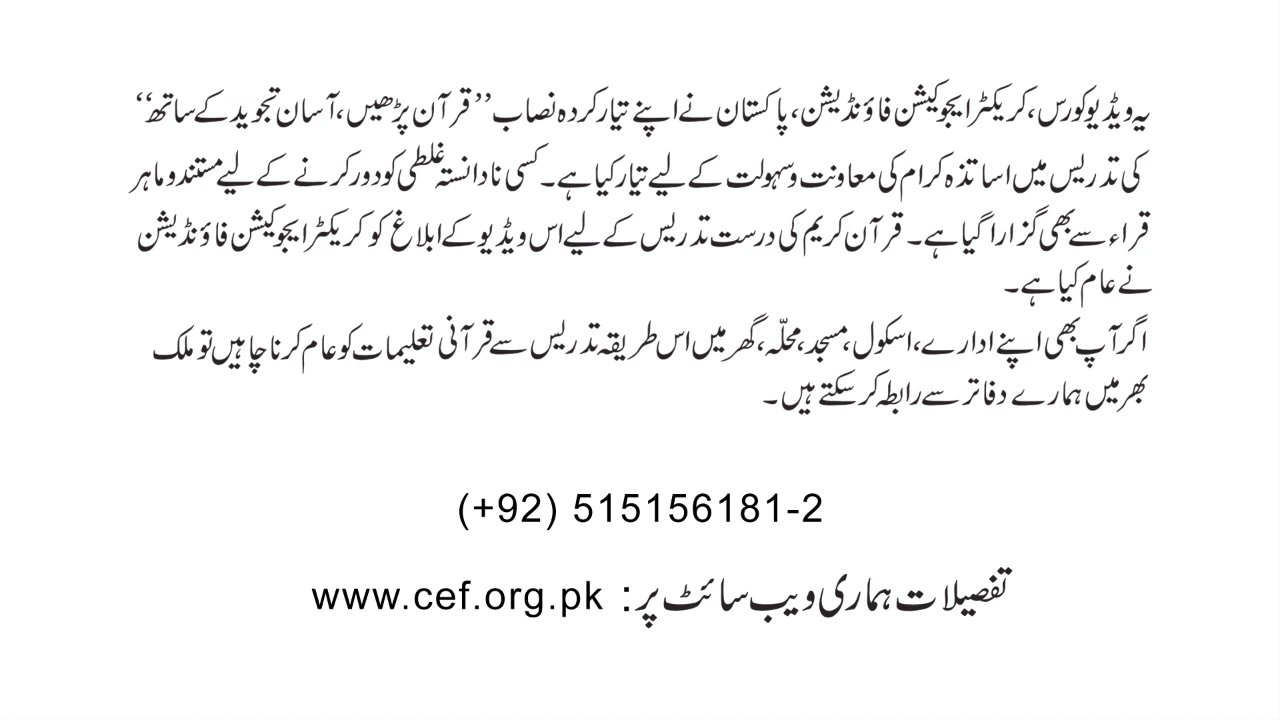 یہ ویڈیو کورس، کریکٹر ایجوکیشن فاؤنڈیشن، پاکستان نے اپنے تیار کردہ نصاب ’’قرآن پڑھیں، آسان تجوید کے ساتھ‘‘
کی تدریس میں اساتذہ کرام کی معاونت و سہولت کے لیے تیار کیا ہے۔ کسی نادانستہ غلطی کو دور کرنے کے لیے مستند و ماہر
قراء سے بھی گزارا گیا ہے۔ قرآن کریم کی درست تدریس کے لیے اس ویڈیو کے ابلاغ کو کریکٹر ایجوکیشن فاؤنڈیشن
نے عام کیا ہے۔
اگر آپ بھی اپنے ادارے، اسکول، مسجد، محلّہ، گھر میں اس طریقہ تدریس سے قرآنی تعلیمات کو عام کرنا چاہیں تو ملک
بھر میں ہمارے دفاتر سے رابطہ کر سکتے ہیں۔
(+92) 515156181-2
تفصیلات ہماری ویب سائٹ پر: www.cef.org.pk